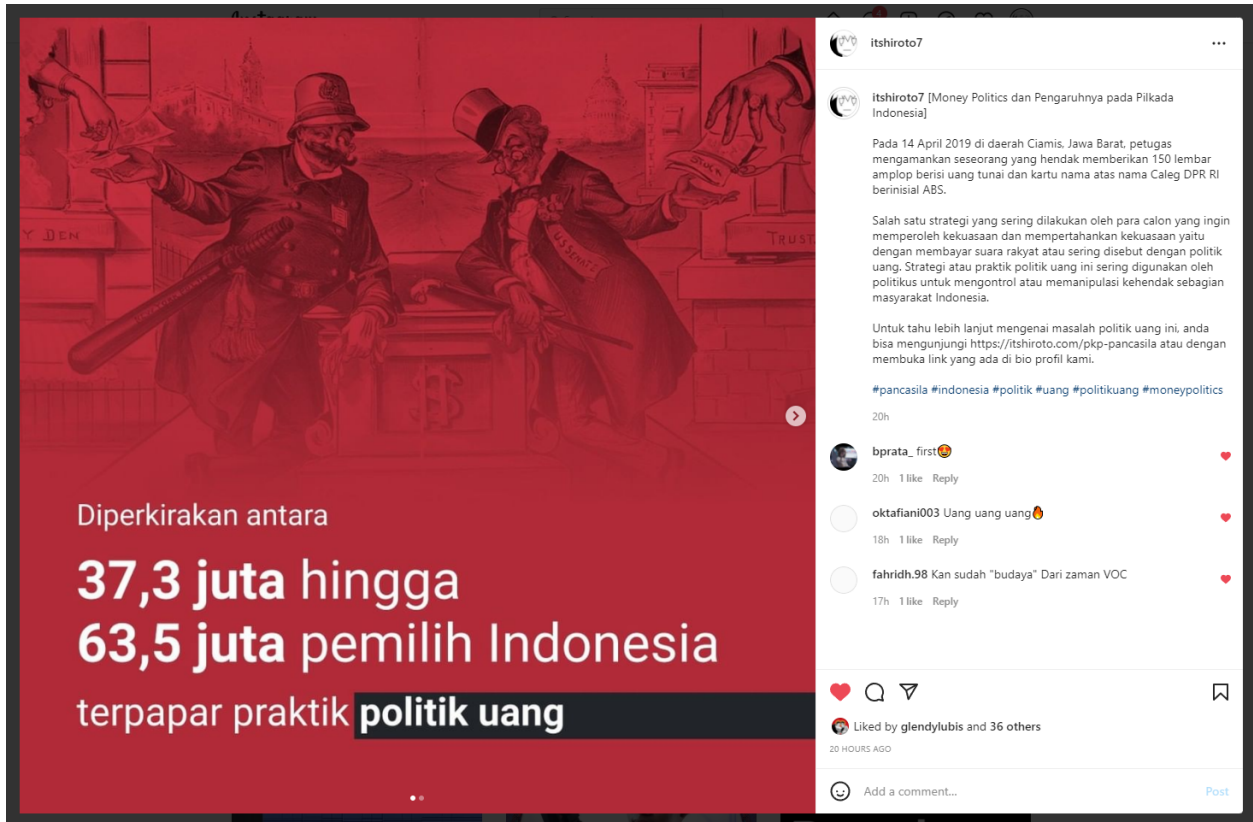 Diperkirakan antara
37,3 juta hingga
63,5 juta pemilih Indonesia
terpapar praktik politik uang
TRUST
US SENATE
itshiroto7
itshiroto7 [Money Politics dan Pengaruhnya pada Pilkada
Indonesia]
Pada 14 April 2019 di daerah Ciamis, Jawa Barat, petugas
mengamankan seseorang yang hendak memberikan 150 lembar
amplop berisi uang tunai dan kartu nama atas nama Caleg DPR RI
berinisial ABS.
Salah satu strategi yang sering dilakukan oleh para calon yang ingin
memperoleh kekuasaan dan mempertahankan kekuasaan yaitu
dengan membayar suara rakyat atau sering disebut dengan politik
uang. Strategi atau praktik politik uang ini sering digunakan oleh
politikus untuk mengontrol atau memanipulasi kehendak sebagian
masyarakat Indonesia.
Untuk tahu lebih lanjut mengenai masalah politik uang ini, anda
bisa mengunjungi https://itshiroto.com/pkp-pancasila atau dengan
membuka link yang ada di bio profil kami.
#pancasila #indonesia #politik #uang #politikuang #moneypolitics
20h
bprata_ first😍
20h 1 like Reply
oktafiani003 Uang uang uang🔥
18h 1 like Reply
fahridh.98 Kan sudah "budaya" Dari zaman VOC
17h 1 like Reply
Liked by glendylubis and 36 others
20 HOURS AGO
Add a comment...
Post